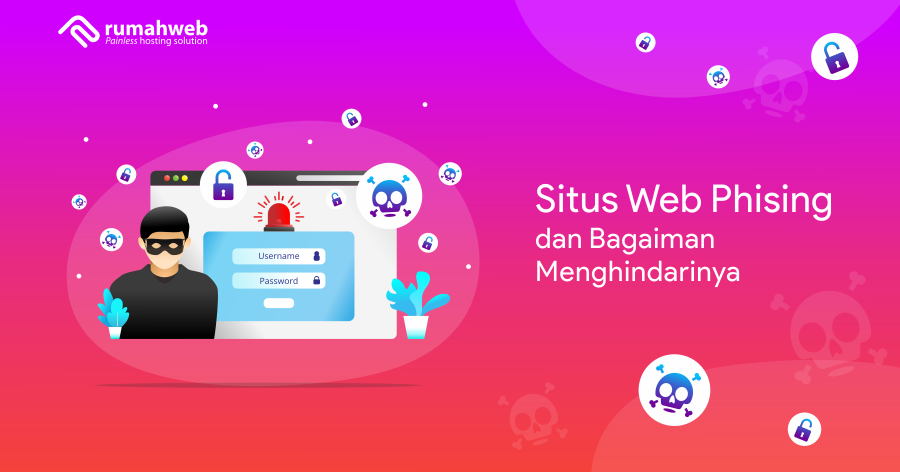 rumahweb
Painless hosting solution
Username
Password
Situs Web Phising
dan Bagaiman
Menghindarinya